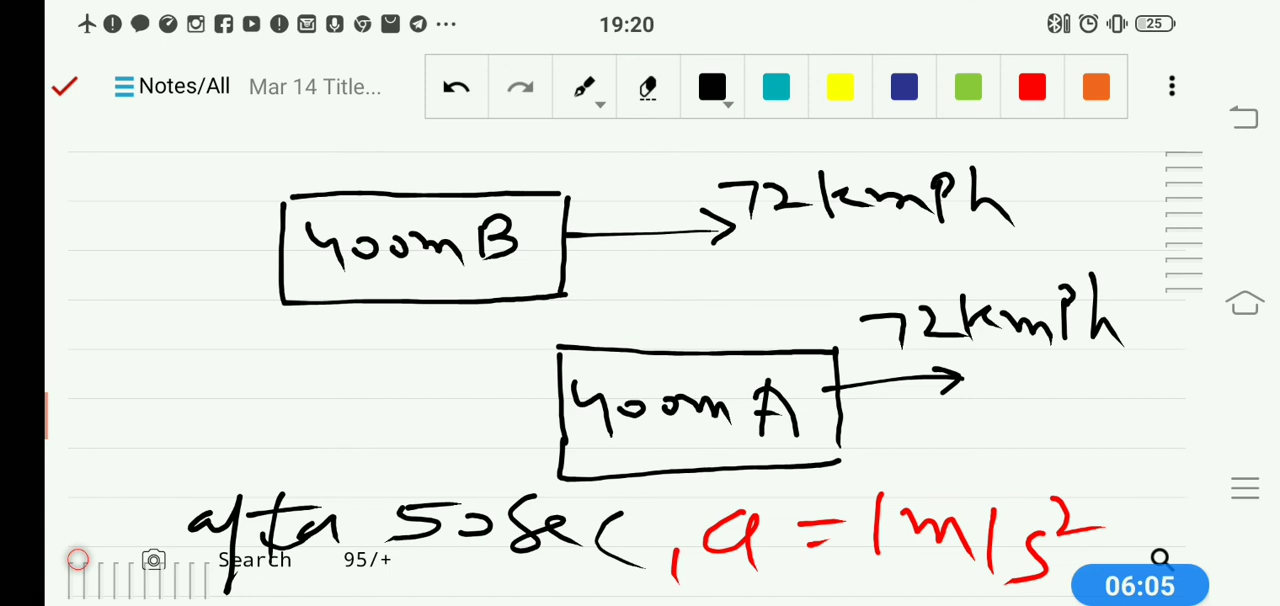 19:20
25
Notes/All Mar 14 Title...
72kmph
400m B
72kmph
400m A
after 50sec, a = 1m/s²
Search 95/+
06:05